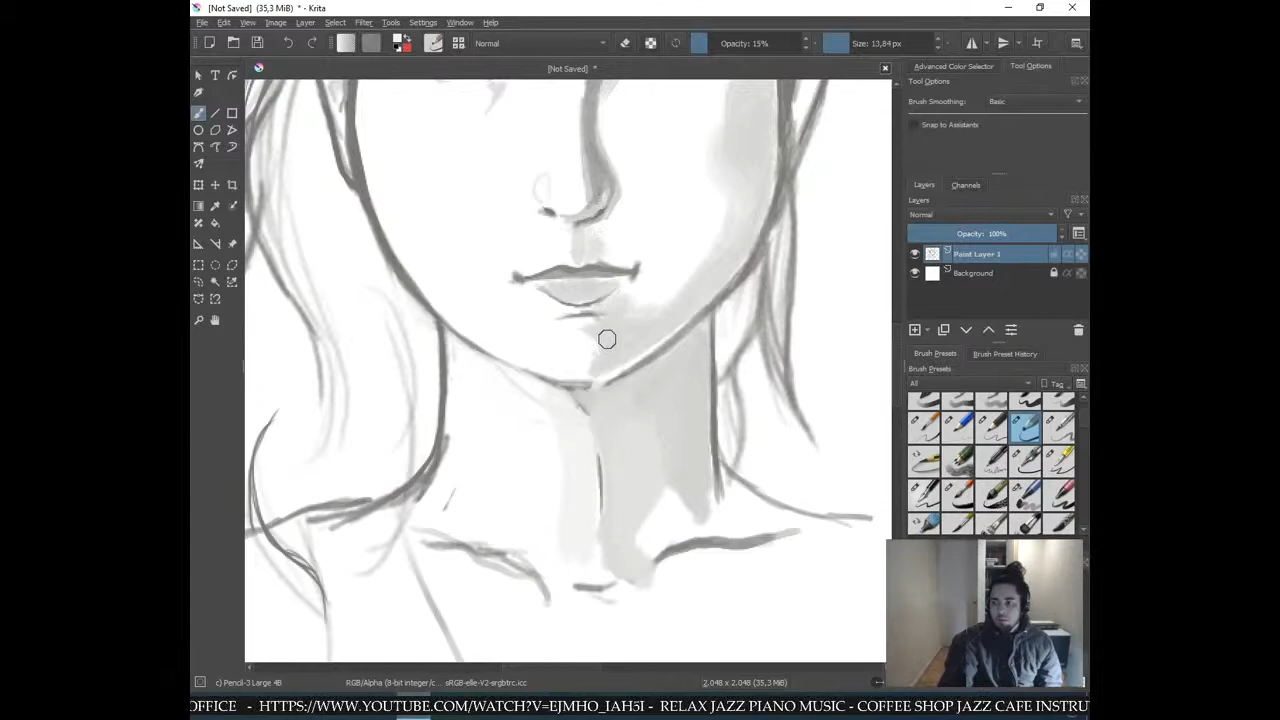 [Not Saved] (35,3 MiB) * - Krita
File Edit View Image Layer Select Filter Tools Settings Window Help
Normal
Opacity: 15%
Size: 13,84 px
[Not Saved] *
Advanced Color Selector
Tool Options
Tool Options
Brush Smoothing: Basic
Snap to Assistants
Layers Channels
Layers
Normal
Opacity: 100%
Paint Layer 1
Background
Brush Presets Brush Preset History
Brush Presets
All
Tag
c) Pencil-3 Large 4B
RGB/Alpha (8-bit integer/c... sRGB-elle-V2-srgbtrc.icc
2.048 x 2.048 (35,3 MiB)
OFFICE - HTTPS://WWW.YOUTUBE.COM/WATCH?V=EJMHO_IAH5I - RELAX JAZZ PIANO MUSIC - COFFEE SHOP JAZZ CAFE INSTRU